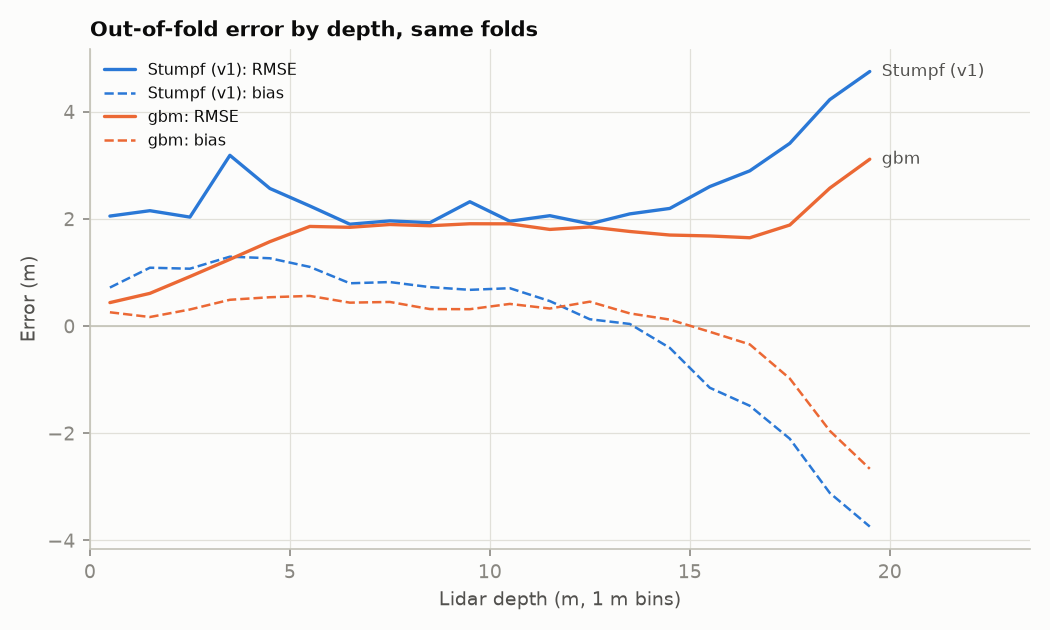 Out-of-fold error by depth, same folds
Stumpf (v1): RMSE
Stumpf (v1): bias
gbm: RMSE
gbm: bias
Stumpf (v1)
gbm
4
2
0
−2
−4
Error (m)
0 5 10 15 20
Lidar depth (m, 1 m bins)